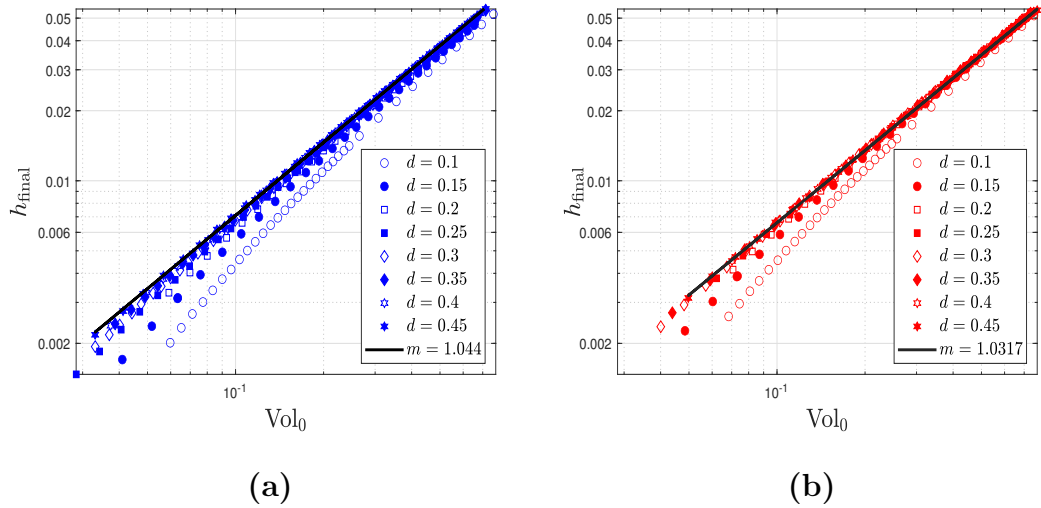 0.05
0.04
0.03
0.02
0.01
0.006
0.002
h_final
10^-1
Vol_0
d = 0.1
d = 0.15
d = 0.2
d = 0.25
d = 0.3
d = 0.35
d = 0.4
d = 0.45
m = 1.044
(a)
0.05
0.04
0.03
0.02
0.01
0.006
0.002
h_final
10^-1
Vol_0
d = 0.1
d = 0.15
d = 0.2
d = 0.25
d = 0.3
d = 0.35
d = 0.4
d = 0.45
m = 1.0317
(b)